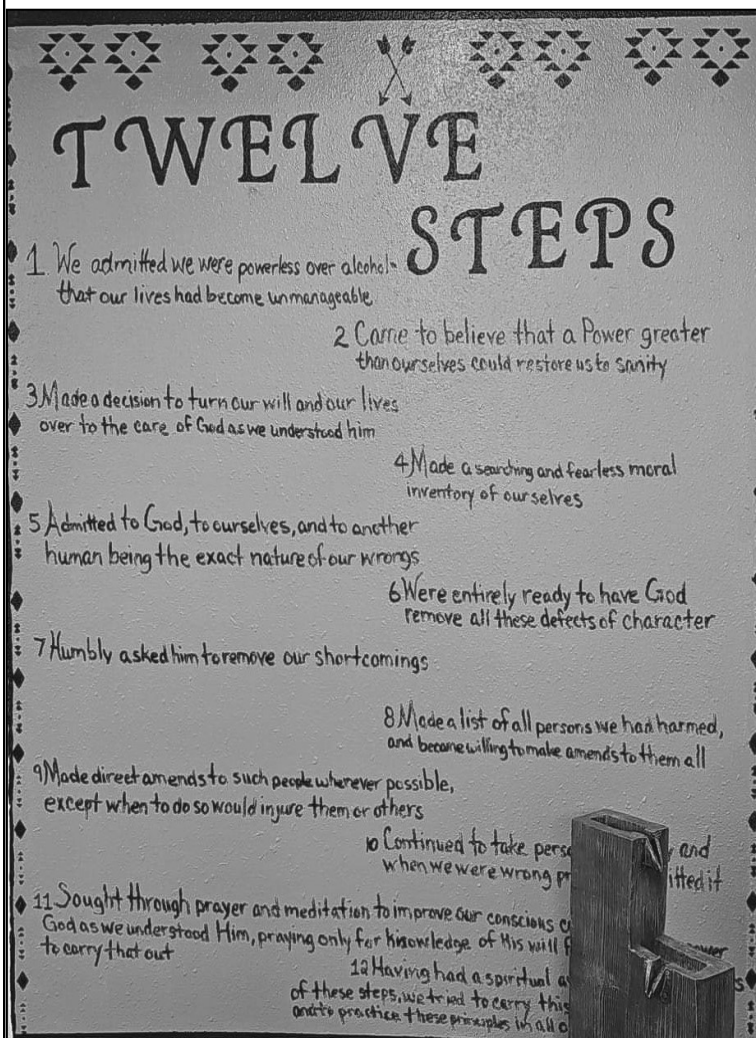 TWELVE
STEPS
1 We admitted we were powerless over alcohol-
that our lives had become unmanageable
2 Came to believe that a Power greater
than ourselves could restore us to sanity
3 Made a decision to turn our will and our lives
over to the care of God as we understood him
4 Made a searching and fearless moral
inventory of ourselves
5 Admitted to God, to ourselves, and to another
human being the exact nature of our wrongs
6 Were entirely ready to have God
remove all these defects of character
7 Humbly asked him to remove our shortcomings
8 Made a list of all persons we had harmed,
and became willing to make amends to them all
9 Made direct amends to such people wherever possible,
except when to do so would injure them or others
10 Continued to take and
when we were wrong it
11 Sought through prayer and meditation to improve our conscious
God as we understood Him, praying only for knowledge of His will
to carry that out
12 Having had a spiritual
of these steps, we tried to carry this
and to practice these principles in all